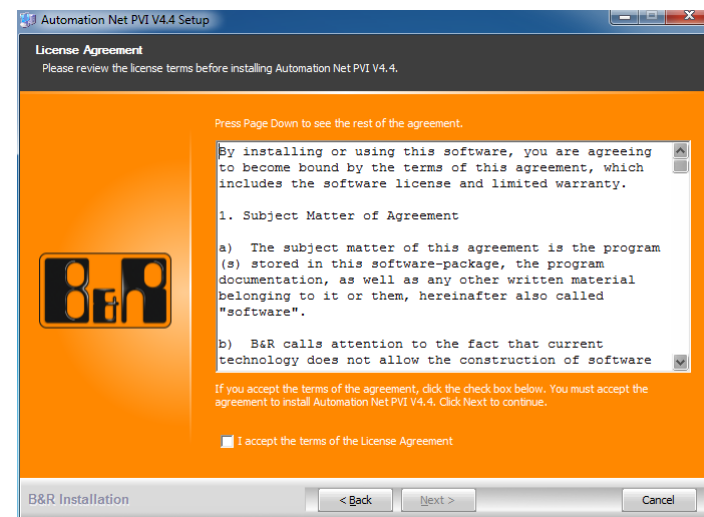 Automation Net PVI V4.4 Setup
License Agreement
Please review the license terms before installing Automation Net PVI V4.4.
Press Page Down to see the rest of the agreement.
By installing or using this software, you are agreeing
to become bound by the terms of this agreement, which
includes the software license and limited warranty.
1. Subject Matter of Agreement
a) The subject matter of this agreement is the program
(s) stored in this software-package, the program
documentation, as well as any other written material
belonging to it or them, hereinafter also called
"software".
b) B&R calls attention to the fact that current
technology does not allow the construction of software
B&R
If you accept the terms of the agreement, click the check box below. You must accept the
agreement to install Automation Net PVI V4.4. Click Next to continue.
I accept the terms of the License Agreement
B&R Installation
< Back
Next >
Cancel